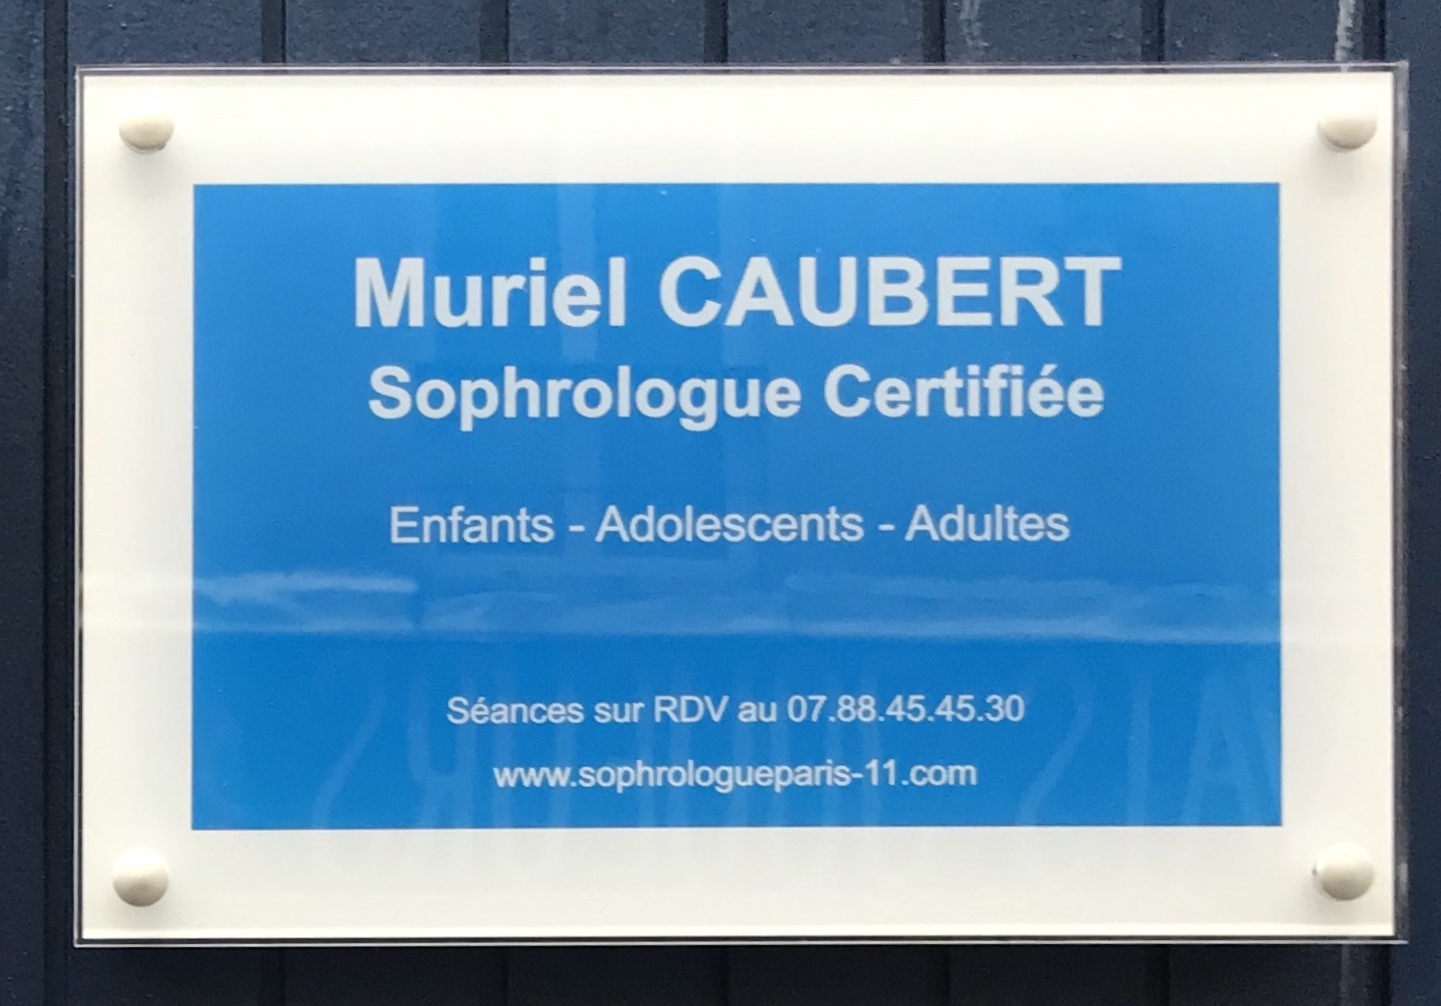 Muriel CAUBERT
Sophrologue Certifiée
Enfants - Adolescents - Adultes
Séances sur RDV au 07.88.45.45.30
www.sophrologueparis-11.com